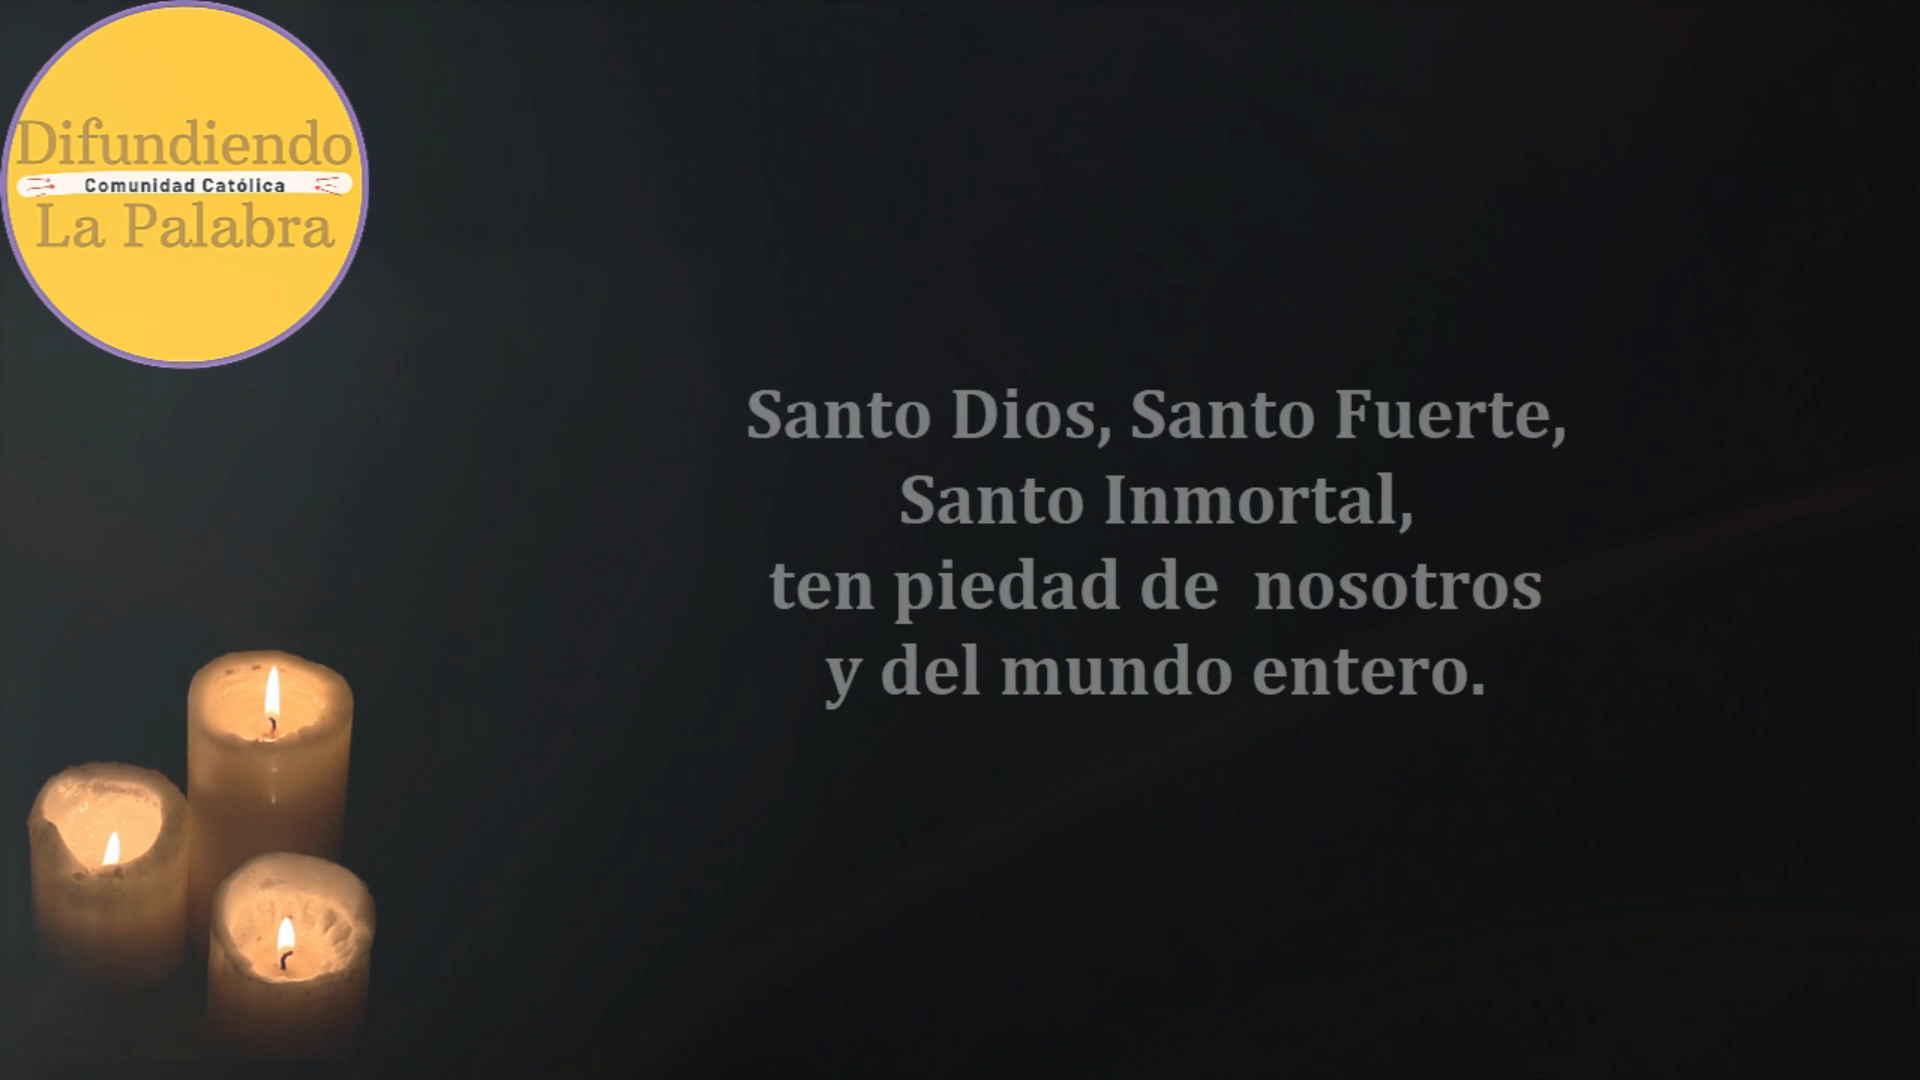 Difundiendo
Comunidad Católica
La Palabra
Santo Dios, Santo Fuerte,
Santo Inmortal,
ten piedad de  nosotros
y del mundo entero.